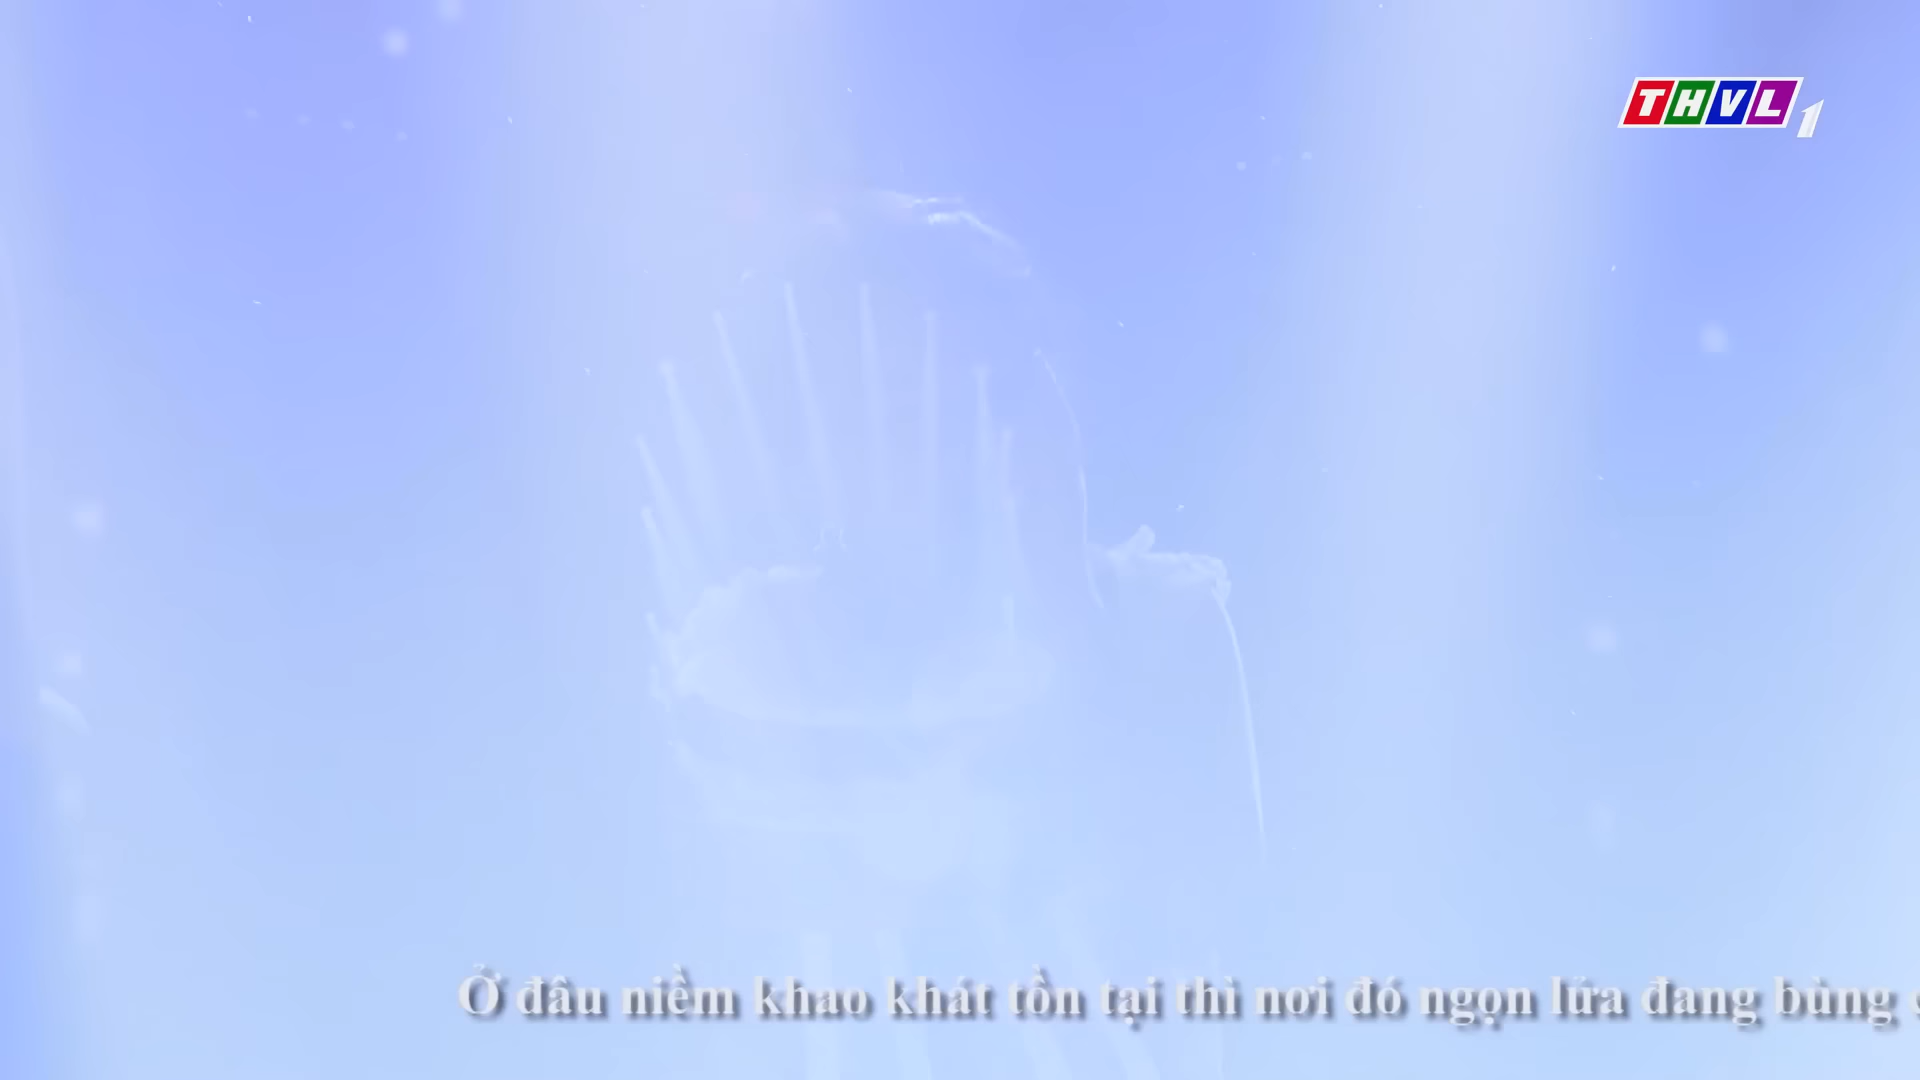 THVL1
Ở đâu niềm khao khát tồn tại thì nơi đó ngọn lửa đang bùng